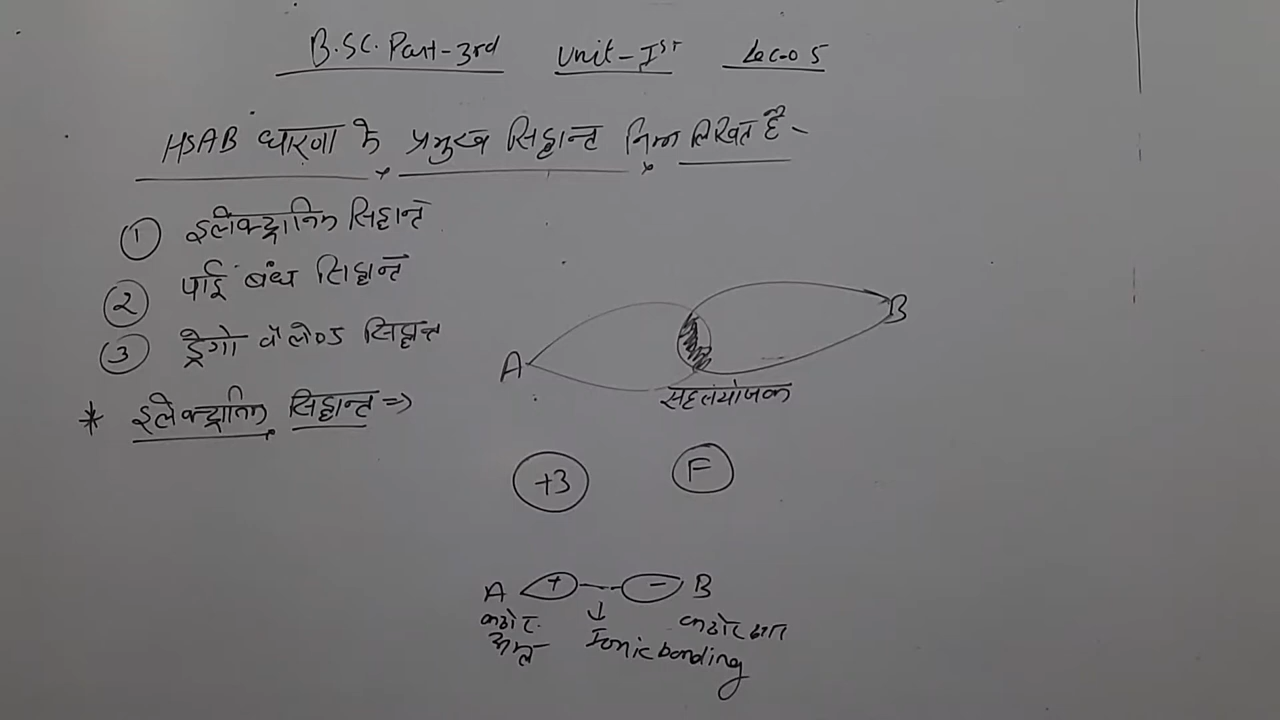 B.SC. Part-3rd Unit-Ist Lec-05
HSAB धारणा के प्रमुख सिद्धान्त निम्न लिखित है -
① इलेक्ट्रानिक सिद्धान्त
② पाई बंध सिद्धान्त
③ ड्रेगो वेलेण्ड सिद्धान्त
* इलेक्ट्रानिक सिद्धान्त ⇒
A B
सहसंयोजक
+3 F
A + - B
कठोर कठोर क्षार
अम्ल Ionic bonding